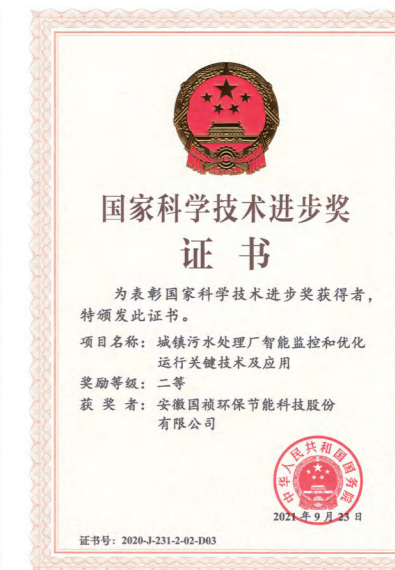 国家科学技术进步奖
证书
为表彰国家科学技术进步奖获得者，
特颁发此证书。
项目名称：城镇污水处理厂智能监控和优化
运行关键技术及应用
奖励等级：二等
获奖者：安徽国祯环保节能科技股份
有限公司
中华人民共和国国务院
2021年9月23日
证书号：2020-J-231-2-02-D03